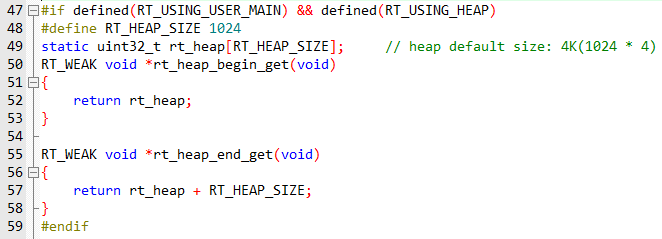 47 #if defined(RT_USING_USER_MAIN) && defined(RT_USING_HEAP)
48 #define RT_HEAP_SIZE 1024
49 static uint32_t rt_heap[RT_HEAP_SIZE];     // heap default size: 4K(1024 * 4)
50 RT_WEAK void *rt_heap_begin_get(void)
51 {
52     return rt_heap;
53 }
54
55 RT_WEAK void *rt_heap_end_get(void)
56 {
57     return rt_heap + RT_HEAP_SIZE;
58 }
59 #endif